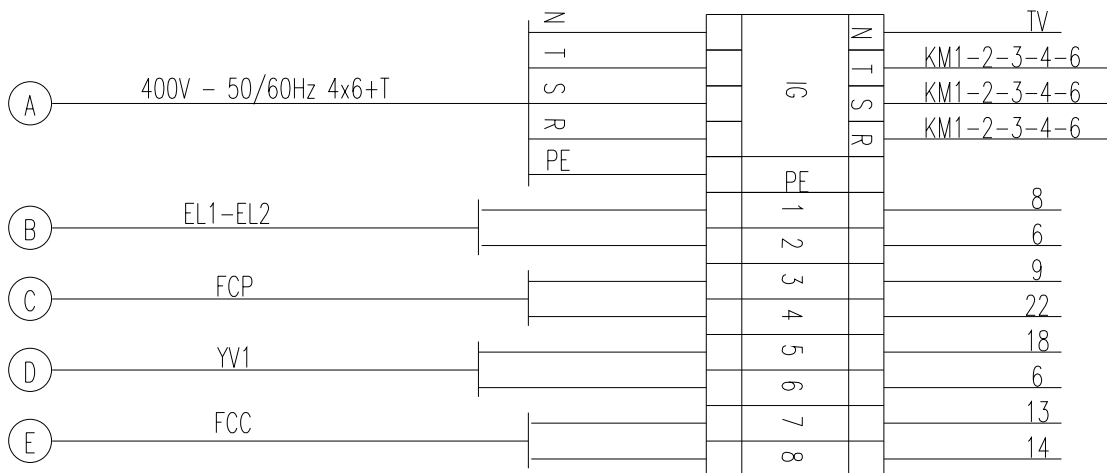 N TV
T KM1-2-3-4-6
A 400V - 50/60Hz 4x6+T S IG N T S R KM1-2-3-4-6
R KM1-2-3-4-6
PE PE
B EL1-EL2 1 8
2 6
C FCP 3 9
4 22
D YV1 5 18
6 6
E FCC 7 13
8 14